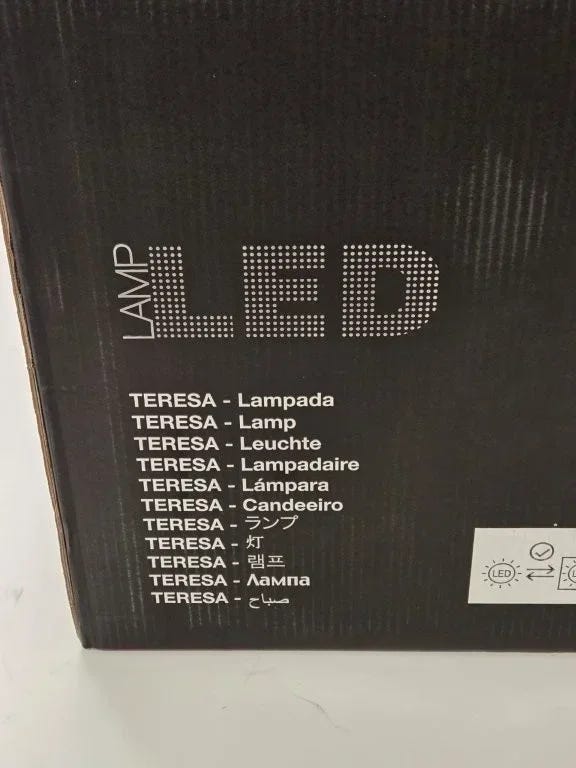 LAMP
LED
TERESA - Lampada
TERESA - Lamp
TERESA - Leuchte
TERESA - Lampadaire
TERESA - Lámpara
TERESA - Candeeiro
TERESA - ランプ
TERESA - 灯
TERESA - 램프
TERESA - Лампа
TERESA - صباح
LED